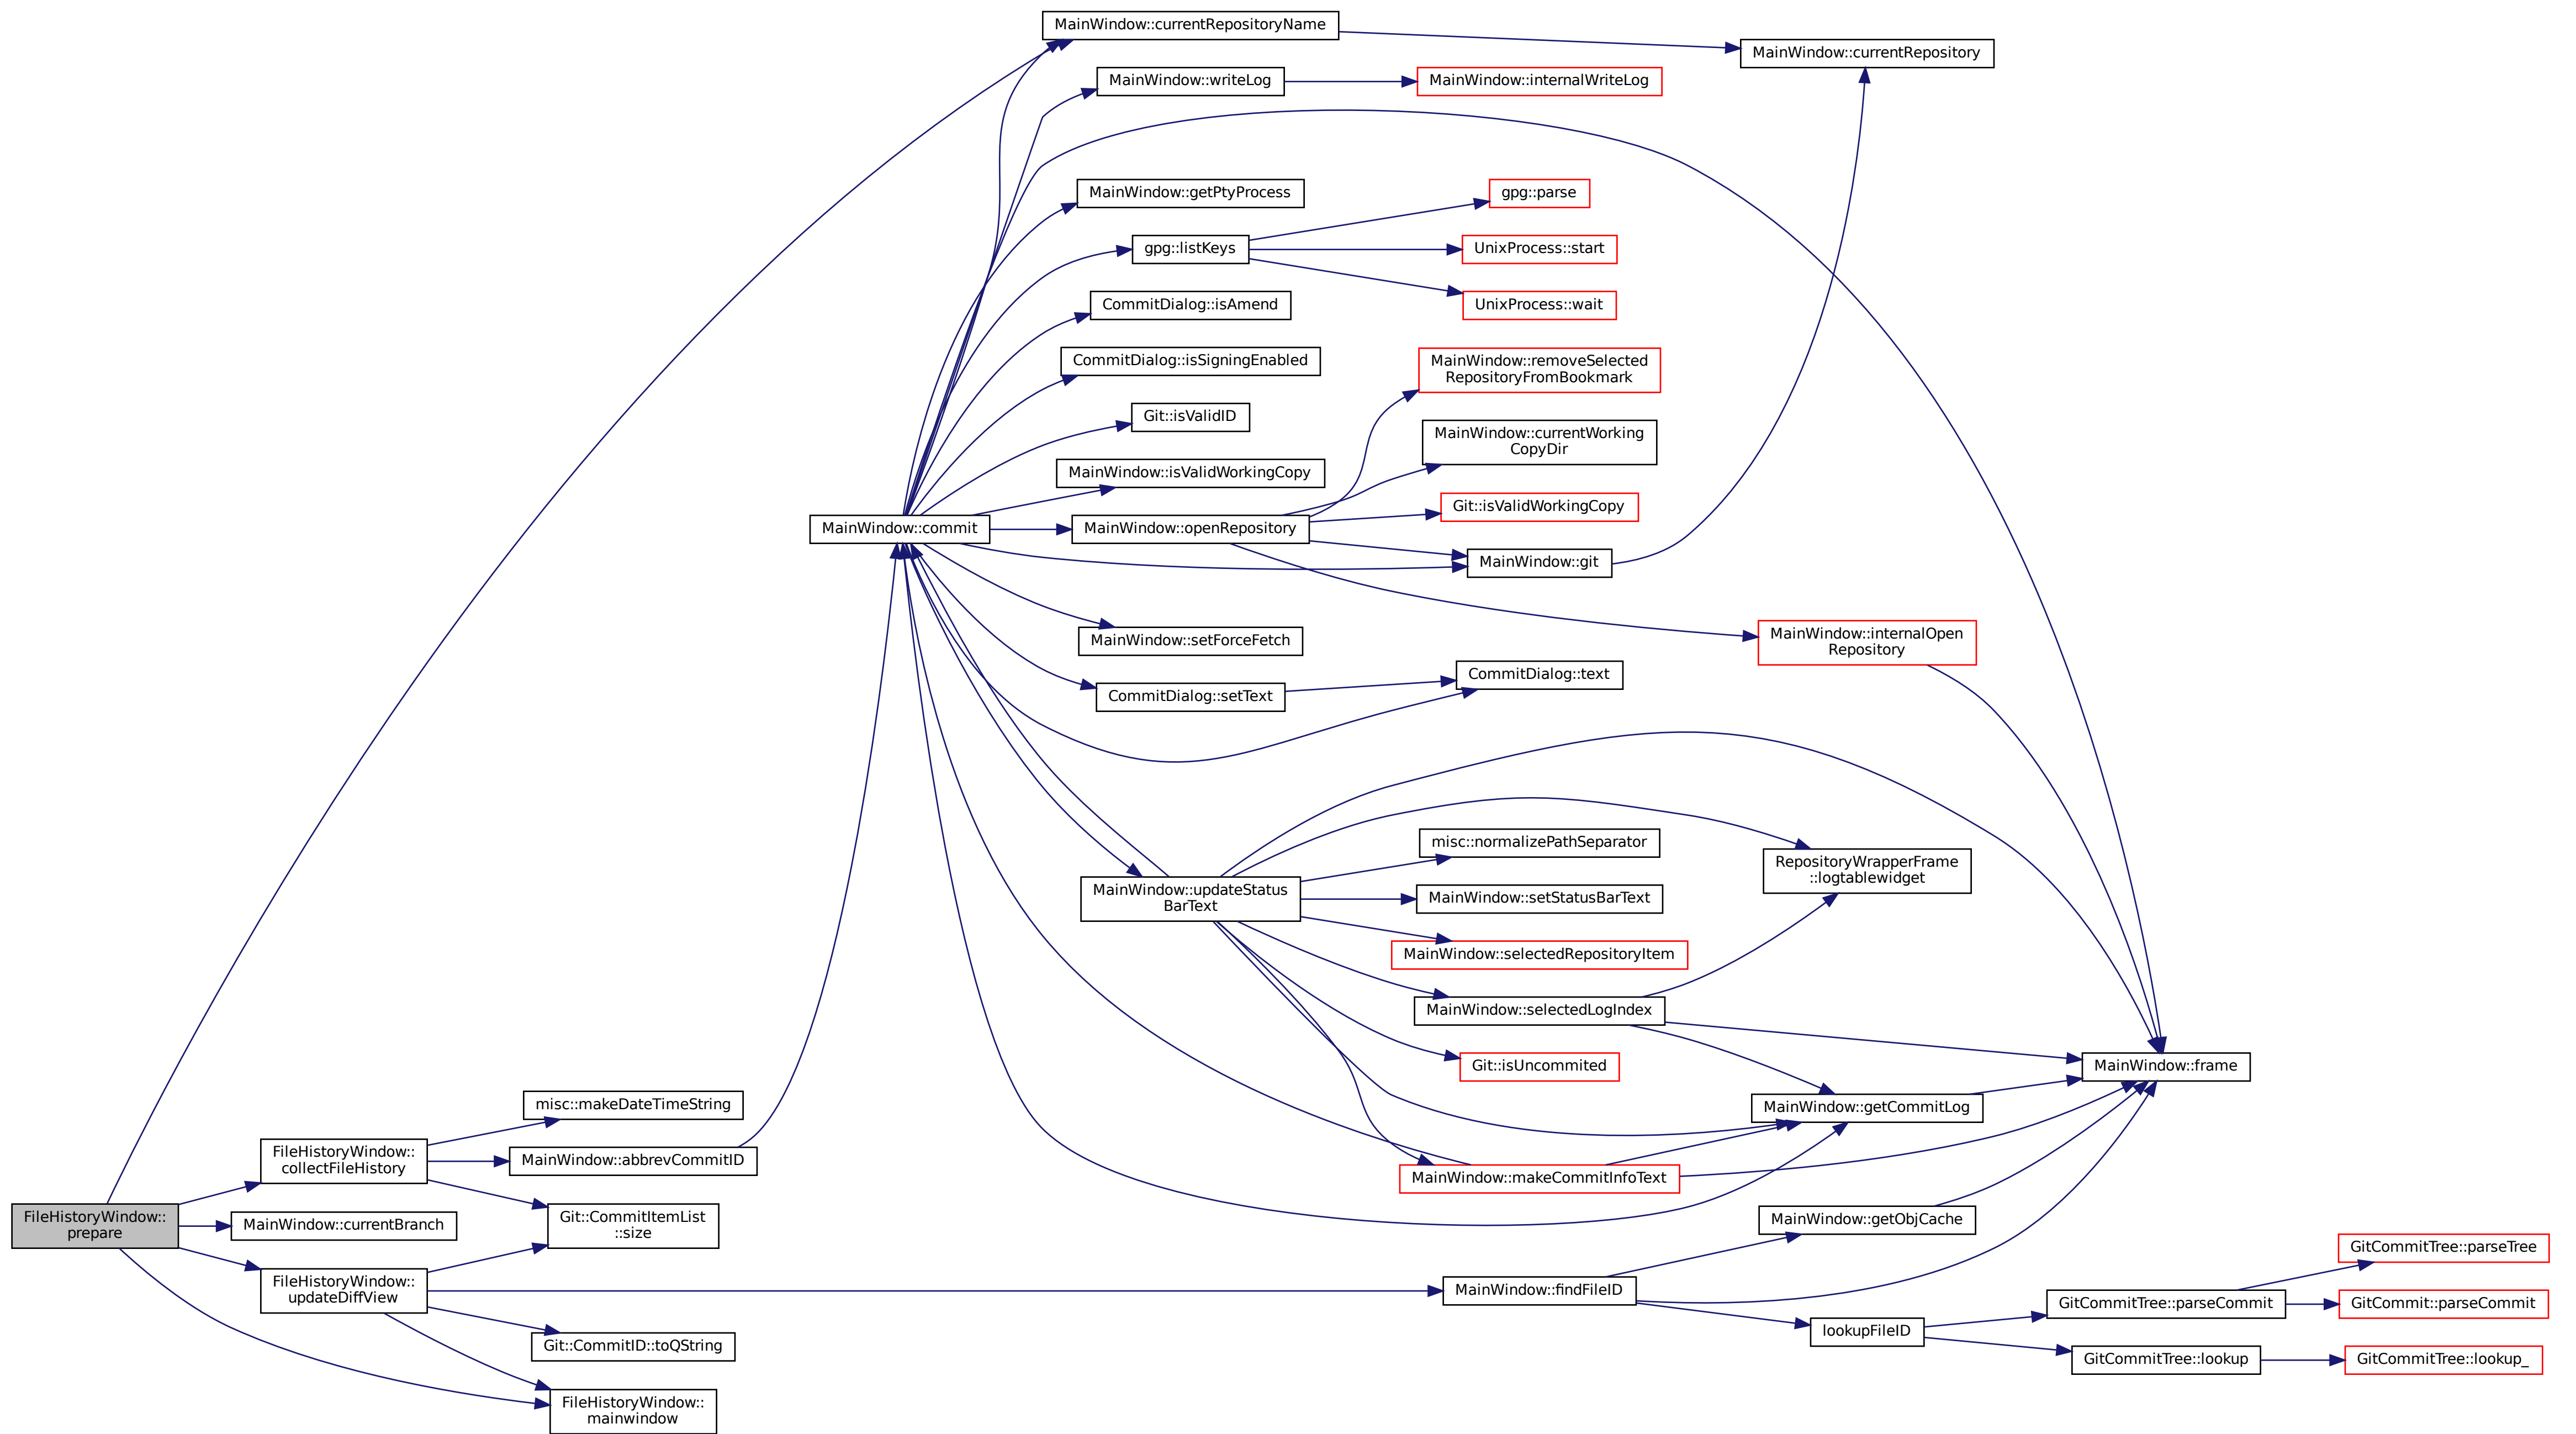 MainWindow::currentRepositoryName
MainWindow::currentRepository
MainWindow::writeLog
MainWindow::internalWriteLog
MainWindow::getPtyProcess
gpg::parse
gpg::listKeys
UnixProcess::start
CommitDialog::isAmend
UnixProcess::wait
CommitDialog::isSigningEnabled
MainWindow::removeSelected
RepositoryFromBookmark
Git::isValidID
MainWindow::currentWorking
CopyDir
MainWindow::isValidWorkingCopy
Git::isValidWorkingCopy
MainWindow::commit
MainWindow::openRepository
MainWindow::git
MainWindow::setForceFetch
MainWindow::internalOpen
Repository
CommitDialog::setText
CommitDialog::text
misc::normalizePathSeparator
RepositoryWrapperFrame
::logtablewidget
MainWindow::updateStatus
BarText
MainWindow::setStatusBarText
MainWindow::selectedRepositoryItem
MainWindow::selectedLogIndex
Git::isUncommited
MainWindow::frame
misc::makeDateTimeString
MainWindow::getCommitLog
FileHistoryWindow::
collectFileHistory
MainWindow::abbrevCommitID
MainWindow::makeCommitInfoText
FileHistoryWindow::
prepare
MainWindow::currentBranch
Git::CommitItemList
::size
MainWindow::getObjCache
GitCommitTree::parseTree
FileHistoryWindow::
updateDiffView
MainWindow::findFileID
GitCommitTree::parseCommit
GitCommit::parseCommit
lookupFileID
Git::CommitID::toQString
GitCommitTree::lookup
GitCommitTree::lookup_
FileHistoryWindow::
mainwindow